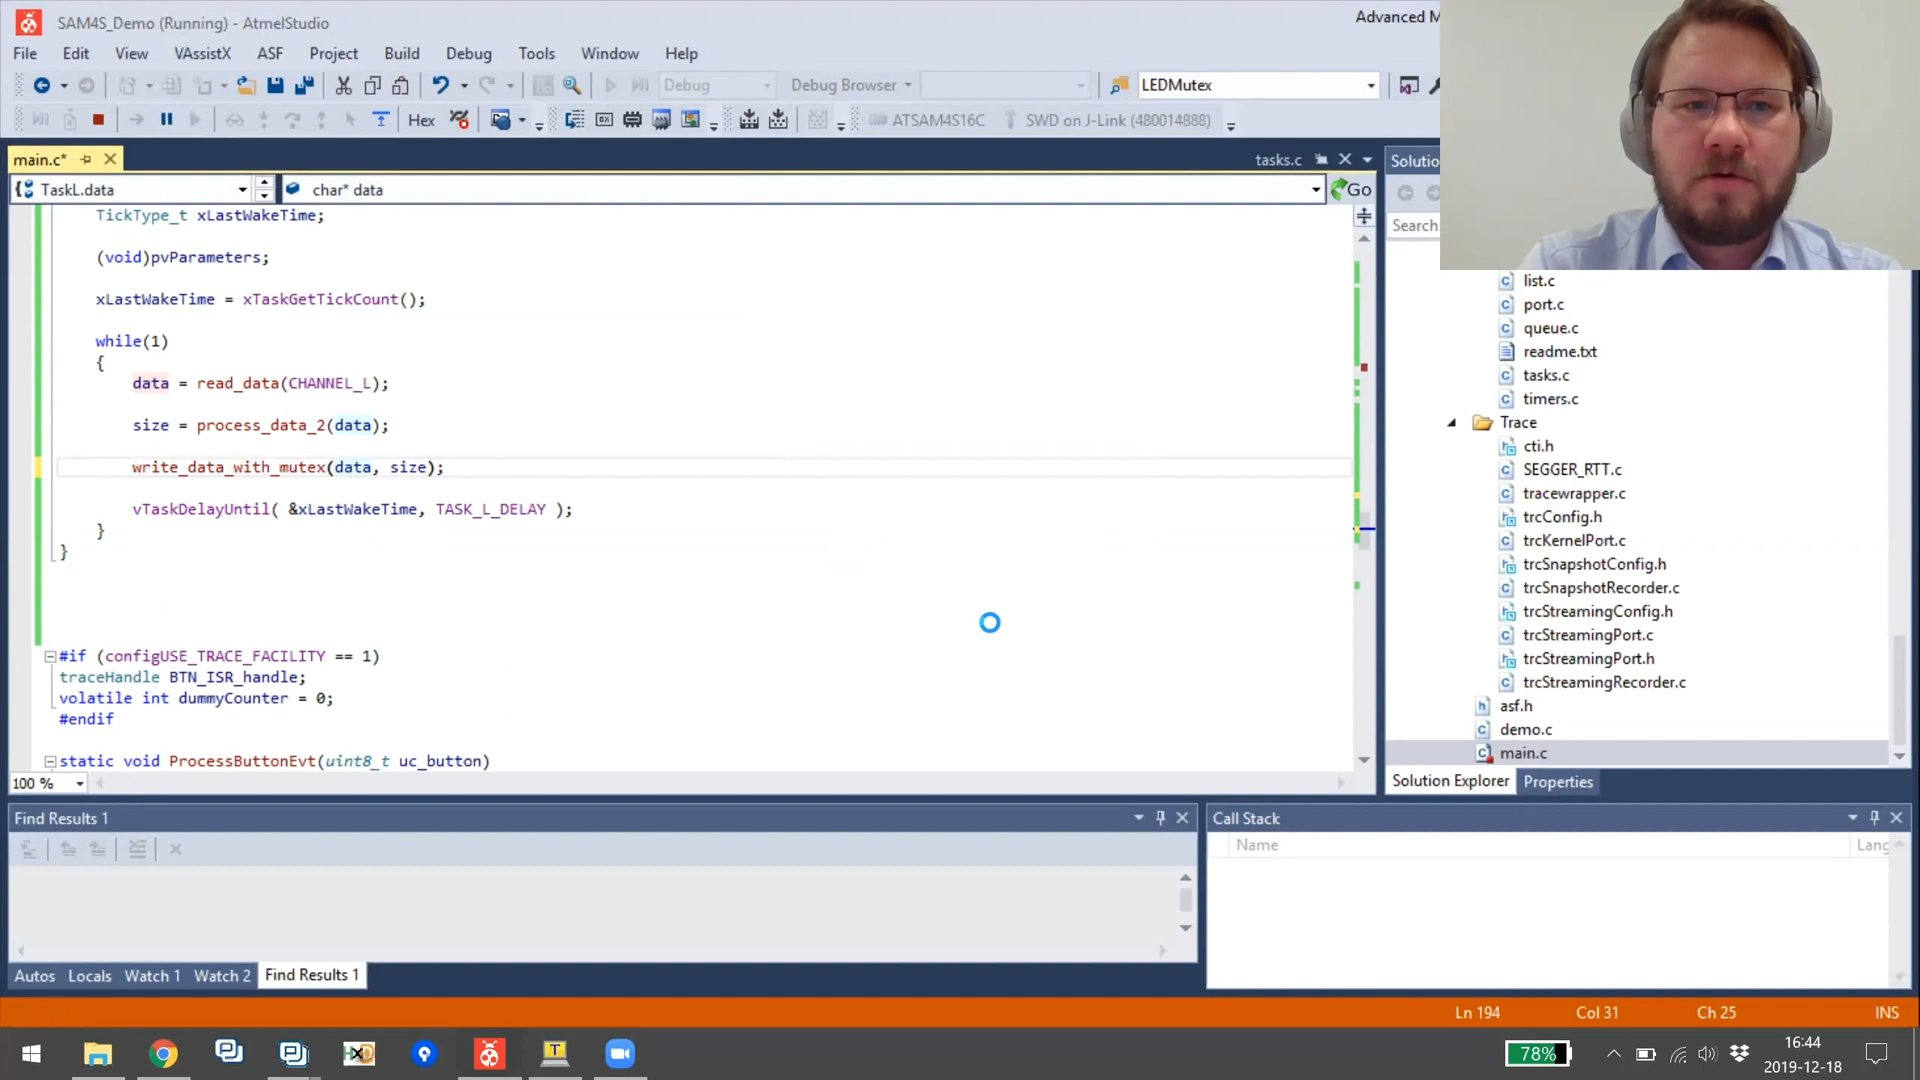 SAM4S_Demo (Running) - AtmelStudio
Advanced M
File Edit View VAssistX ASF Project Build Debug Tools Window Help
Debug Debug Browser LEDMutex
Hex ATSAM4S16C SWD on J-Link (480014888)
main.c* tasks.c
TaskL.data char* data Go
TickType_t xLastWakeTime;
(void)pvParameters;
xLastWakeTime = xTaskGetTickCount();
while(1)
{
data = read_data(CHANNEL_L);
size = process_data_2(data);
write_data_with_mutex(data, size);
vTaskDelayUntil( &xLastWakeTime, TASK_L_DELAY );
}
}
#if (configUSE_TRACE_FACILITY == 1)
traceHandle BTN_ISR_handle;
volatile int dummyCounter = 0;
#endif
static void ProcessButtonEvt(uint8_t uc_button)
100 %
Solutio
Search
list.c
port.c
queue.c
readme.txt
tasks.c
timers.c
Trace
cti.h
SEGGER_RTT.c
tracewrapper.c
trcConfig.h
trcKernelPort.c
trcSnapshotConfig.h
trcSnapshotRecorder.c
trcStreamingConfig.h
trcStreamingPort.c
trcStreamingPort.h
trcStreamingRecorder.c
asf.h
demo.c
main.c
Solution Explorer Properties
Find Results 1
Call Stack
Name Lang
Autos Locals Watch 1 Watch 2 Find Results 1
Ln 194 Col 31 Ch 25 INS
78%
16:44
2019-12-18